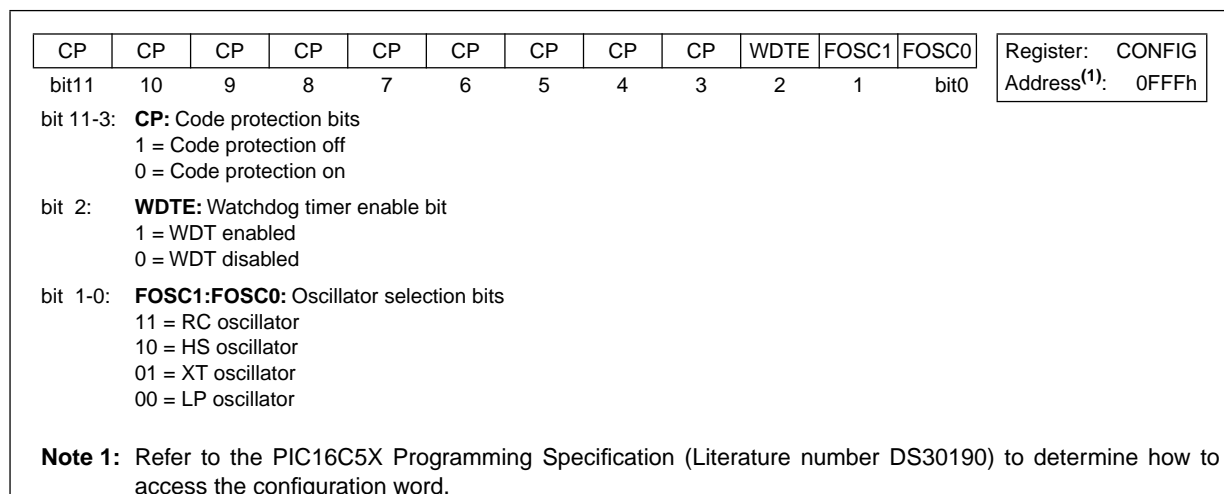 CP CP CP CP CP CP CP CP CP WDTE FOSC1 FOSC0
bit11 10 9 8 7 6 5 4 3 2 1 bit0
Register: CONFIG
Address(1): 0FFFh
bit 11-3: CP: Code protection bits
1 = Code protection off
0 = Code protection on
bit 2: WDTE: Watchdog timer enable bit
1 = WDT enabled
0 = WDT disabled
bit 1-0: FOSC1:FOSC0: Oscillator selection bits
11 = RC oscillator
10 = HS oscillator
01 = XT oscillator
00 = LP oscillator
Note 1: Refer to the PIC16C5X Programming Specification (Literature number DS30190) to determine how to
access the configuration word.